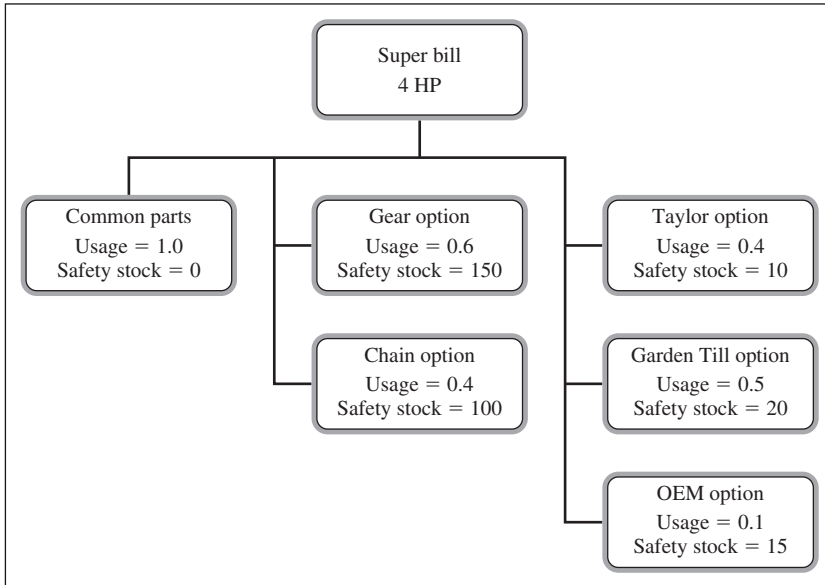 Super bill
4 HP
Common parts
Usage = 1.0
Safety stock = 0
Gear option
Usage = 0.6
Safety stock = 150
Taylor option
Usage = 0.4
Safety stock = 10
Chain option
Usage = 0.4
Safety stock = 100
Garden Till option
Usage = 0.5
Safety stock = 20
OEM option
Usage = 0.1
Safety stock = 15